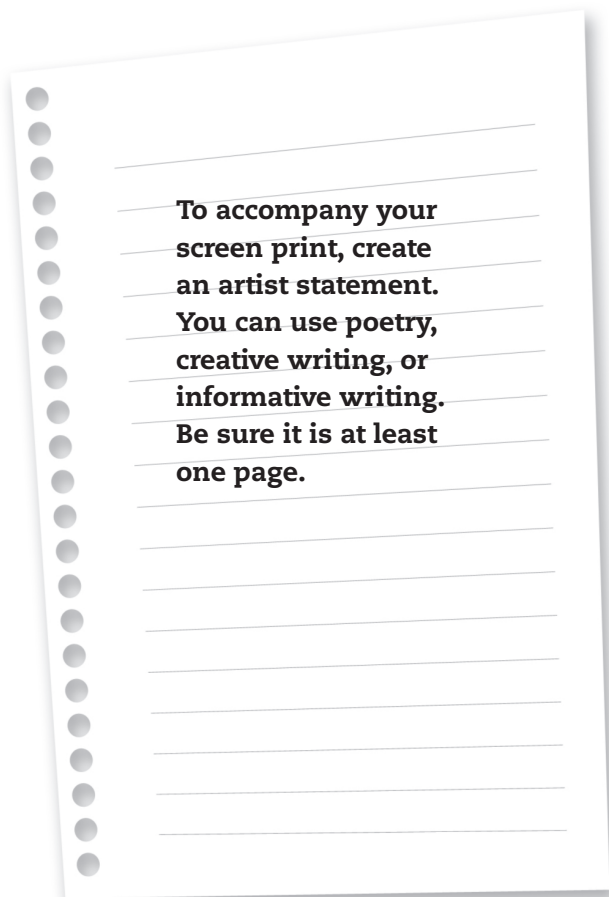 To accompany your
screen print, create
an artist statement.
You can use poetry,
creative writing, or
informative writing.
Be sure it is at least
one page.